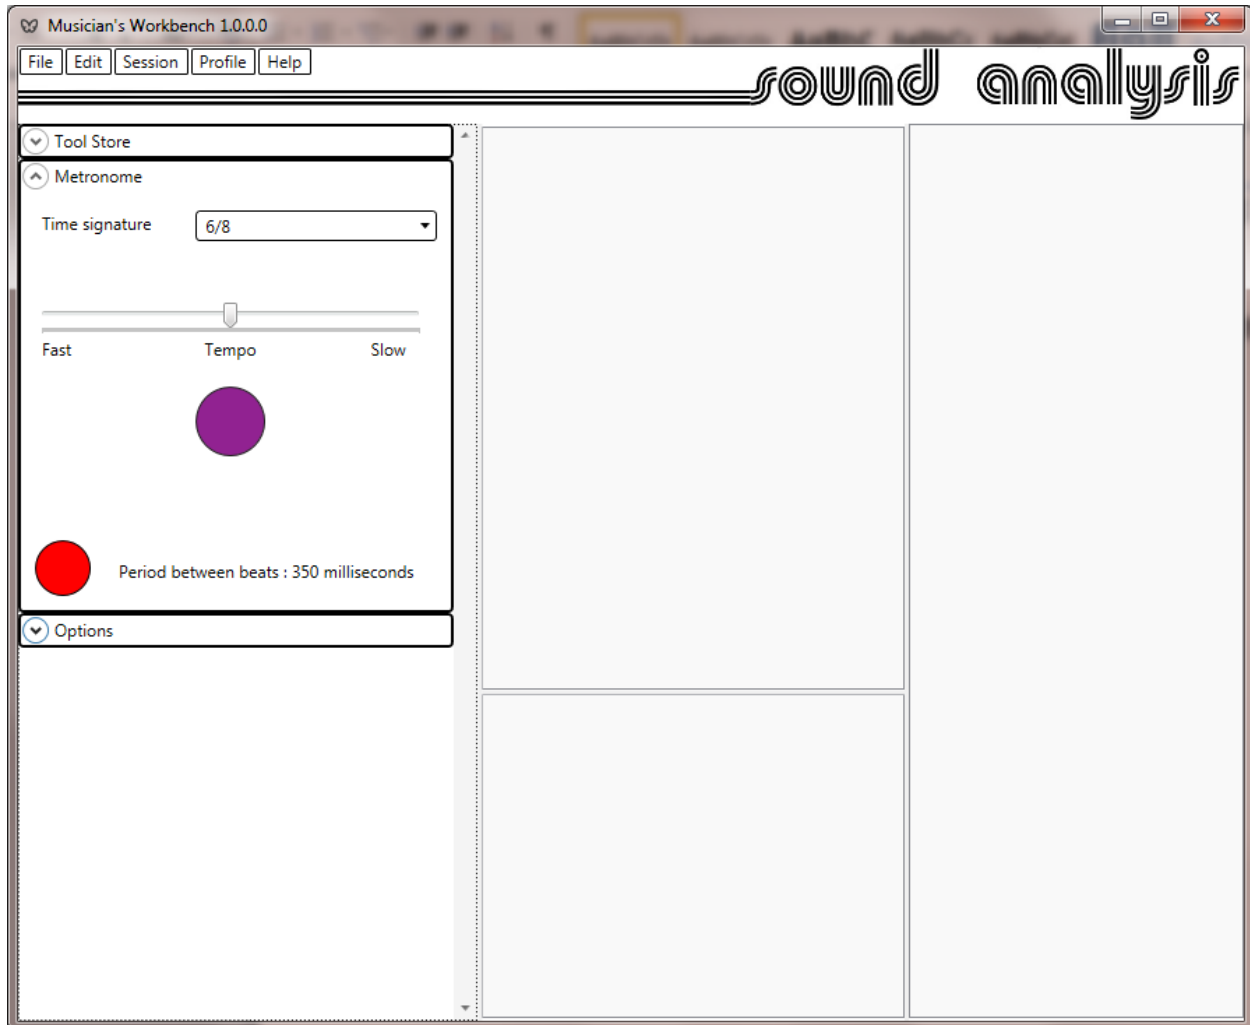 Musician's Workbench 1.0.0.0
File Edit Session Profile Help
sound analysis
Tool Store
Metronome
Time signature 6/8
Fast Tempo Slow
Period between beats : 350 milliseconds
Options